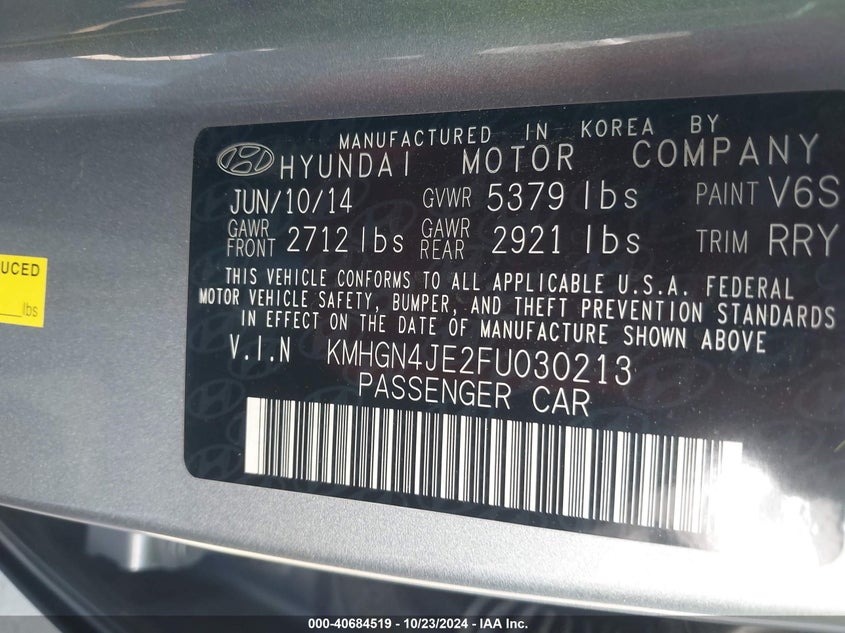 MANUFACTURED IN KOREA BY
HYUNDAI MOTOR COMPANY
JUN/10/14 GVWR 5379 lbs PAINT V6S
GAWR FRONT 2712 lbs GAWR REAR 2921 lbs TRIM RRY
THIS VEHICLE CONFORMS TO ALL APPLICABLE U.S.A. FEDERAL
MOTOR VEHICLE SAFETY, BUMPER, AND THEFT PREVENTION STANDARDS
IN EFFECT ON THE DATE OF MANUFACTURE SHOWN ABOVE
V.I.N KMHGN4JE2FU030213
PASSENGER CAR
UCED
lbs
000-40684519 - 10/23/2024 - IAA Inc.